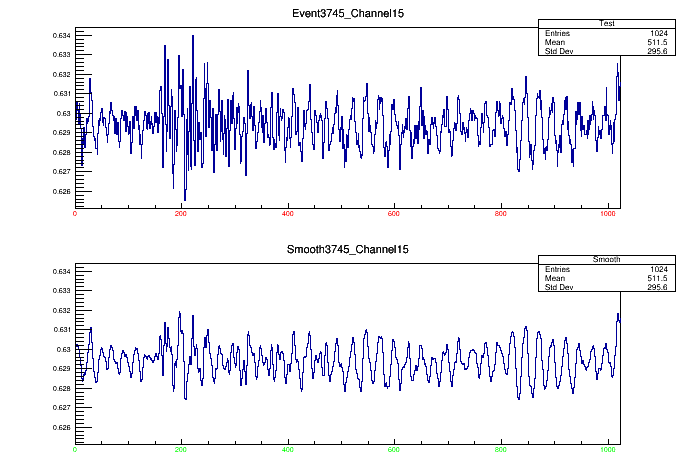 Event3745_Channel15
Test
Entries 1024
Mean 511.5
Std Dev 295.6
0.634
0.633
0.632
0.631
0.63
0.629
0.628
0.627
0.626
0 200 400 600 800 1000
Smooth3745_Channel15
Smooth
Entries 1024
Mean 511.5
Std Dev 295.6
0.634
0.633
0.632
0.631
0.63
0.629
0.628
0.627
0.626
0 200 400 600 800 1000